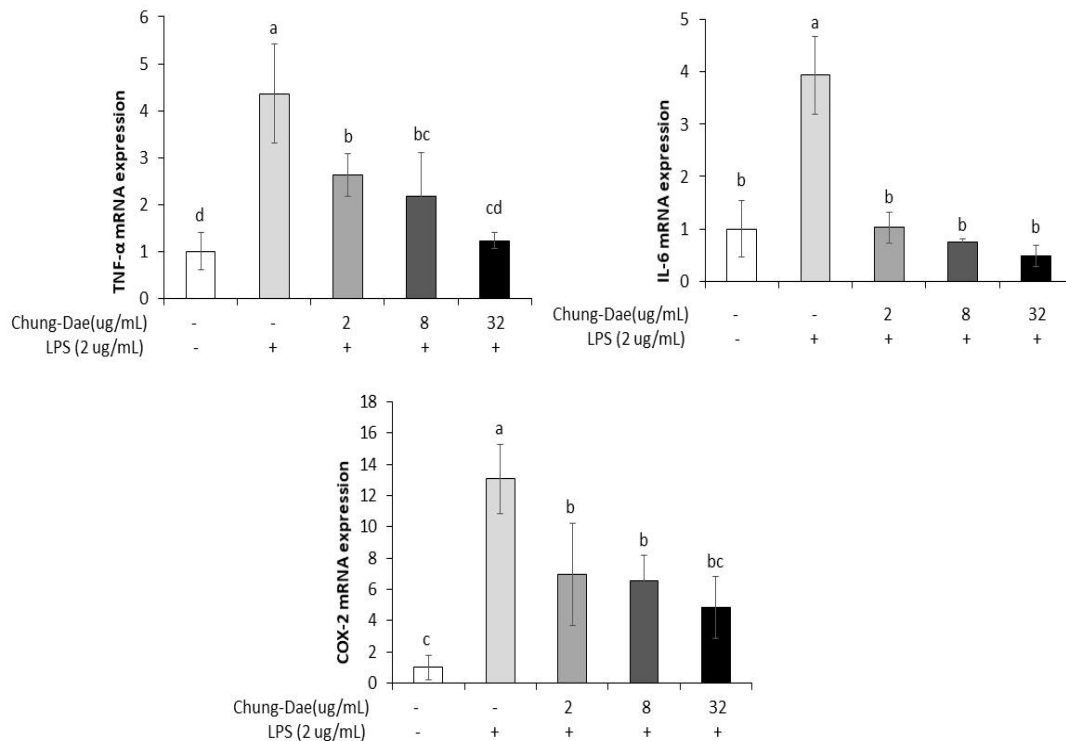 TNF-α mRNA expression
6
5
4
3
2
1
0
d
a
b
bc
cd
Chung-Dae(ug/mL) - - 2 8 32
LPS (2 ug/mL) - + + + +
IL-6 mRNA expression
5
4
3
2
1
0
b
a
b
b
b
Chung-Dae(ug/mL) - - 2 8 32
LPS (2 ug/mL) - + + + +
COX-2 mRNA expression
18
16
14
12
10
8
6
4
2
0
c
a
b
b
bc
Chung-Dae(ug/mL) - - 2 8 32
LPS (2 ug/mL) - + + + +